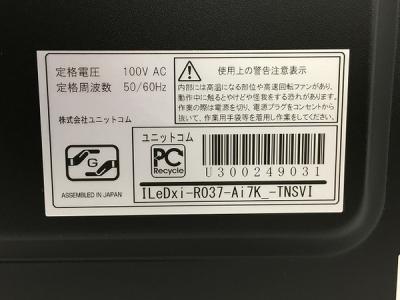 定格電圧 100V AC
定格周波数 50/60Hz
株式会社ユニットコム
G
ASSEMBLED IN JAPAN
使用上の警告注意表示
内部には高温になる部位や高速回転ファンがあり、
動作中に触るとやけどや怪我をする恐れがあります。
作業の際は電源を切り、電源プラグをコンセントから
抜いて、作業用手袋等を着用し作業してください。
ユニットコム
PC
Recycle
U300249031
ILeDxi-R037-Ai7K_-TNSVI